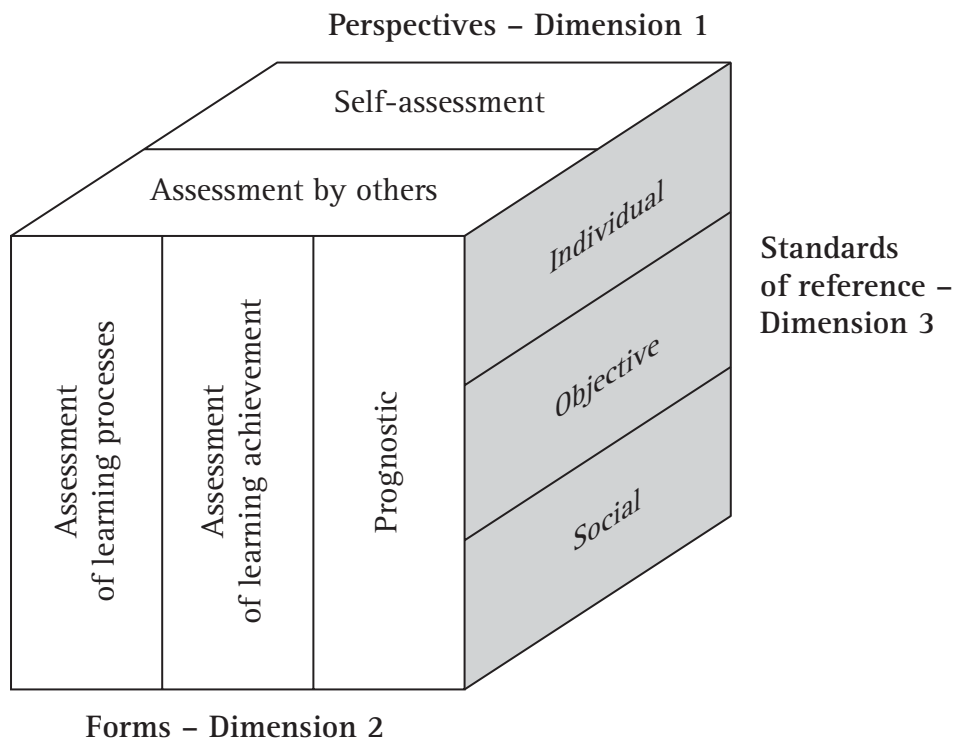 Perspectives – Dimension 1
Self-assessment
Assessment by others
Individual
Objective
Social
Standards
of reference –
Dimension 3
Assessment
of learning processes
Assessment
of learning achievement
Prognostic
Forms – Dimension 2